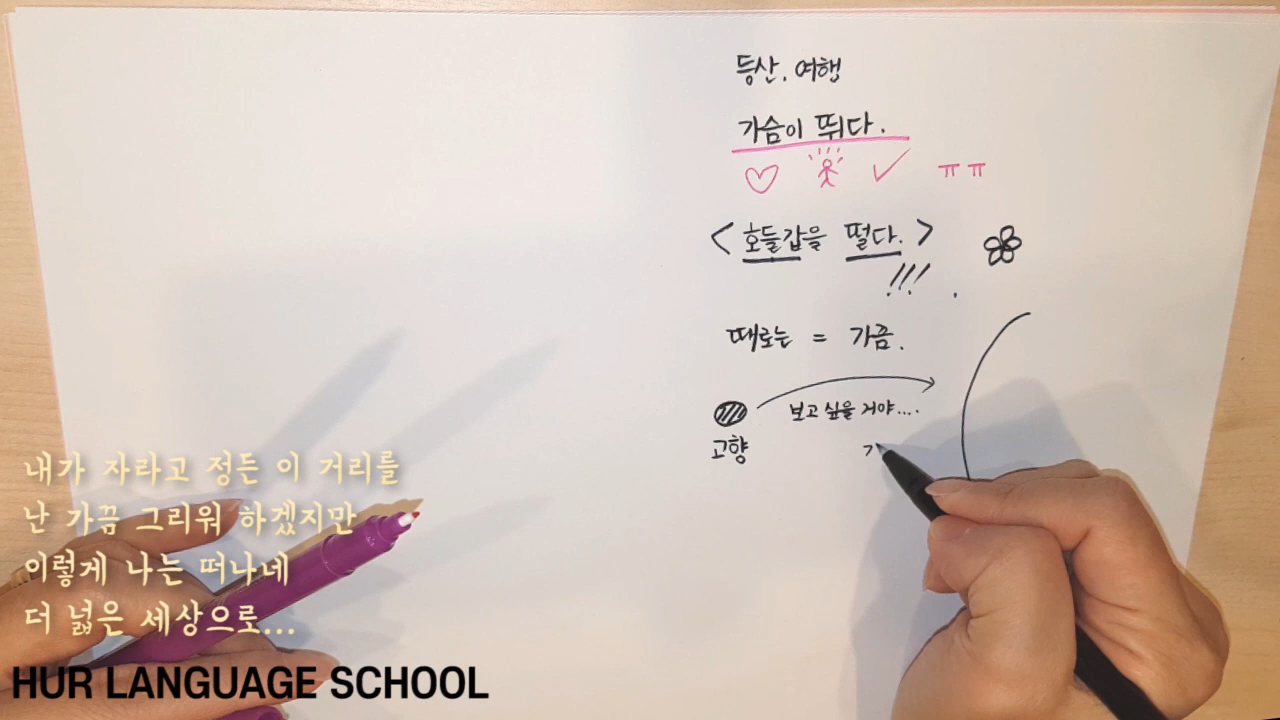 등산, 여행
가슴이 뛰다.
ㅠㅠ
< 호들갑을 떨다. >
!!!
때로는 = 가끔.
보고 싶을 거야....
고향
내가 자라고 정든 이 거리를
난 가끔 그리워 하겠지만
이렇게 나는 떠나네
더 넓은 세상으로...
HUR LANGUAGE SCHOOL